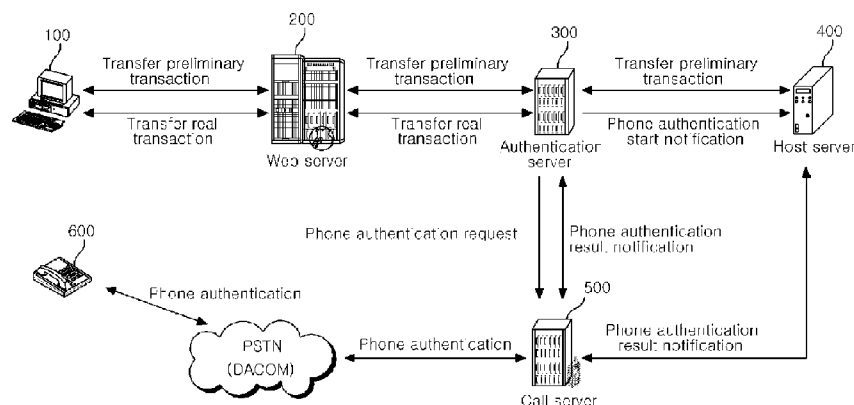 100
200
300
400
Transfer preliminary
transaction
Transfer preliminary
transaction
Transfer preliminary
transaction
Transfer real
transaction
Transfer real
transaction
Phone authentication
start notification
Web server
Authentication
server
Host server
600
Phone authentication request
Phone authentication
result notification
Phone authentication
500
PSTN
(DACOM)
Phone authentication
Phone authentication
result notification
Call server